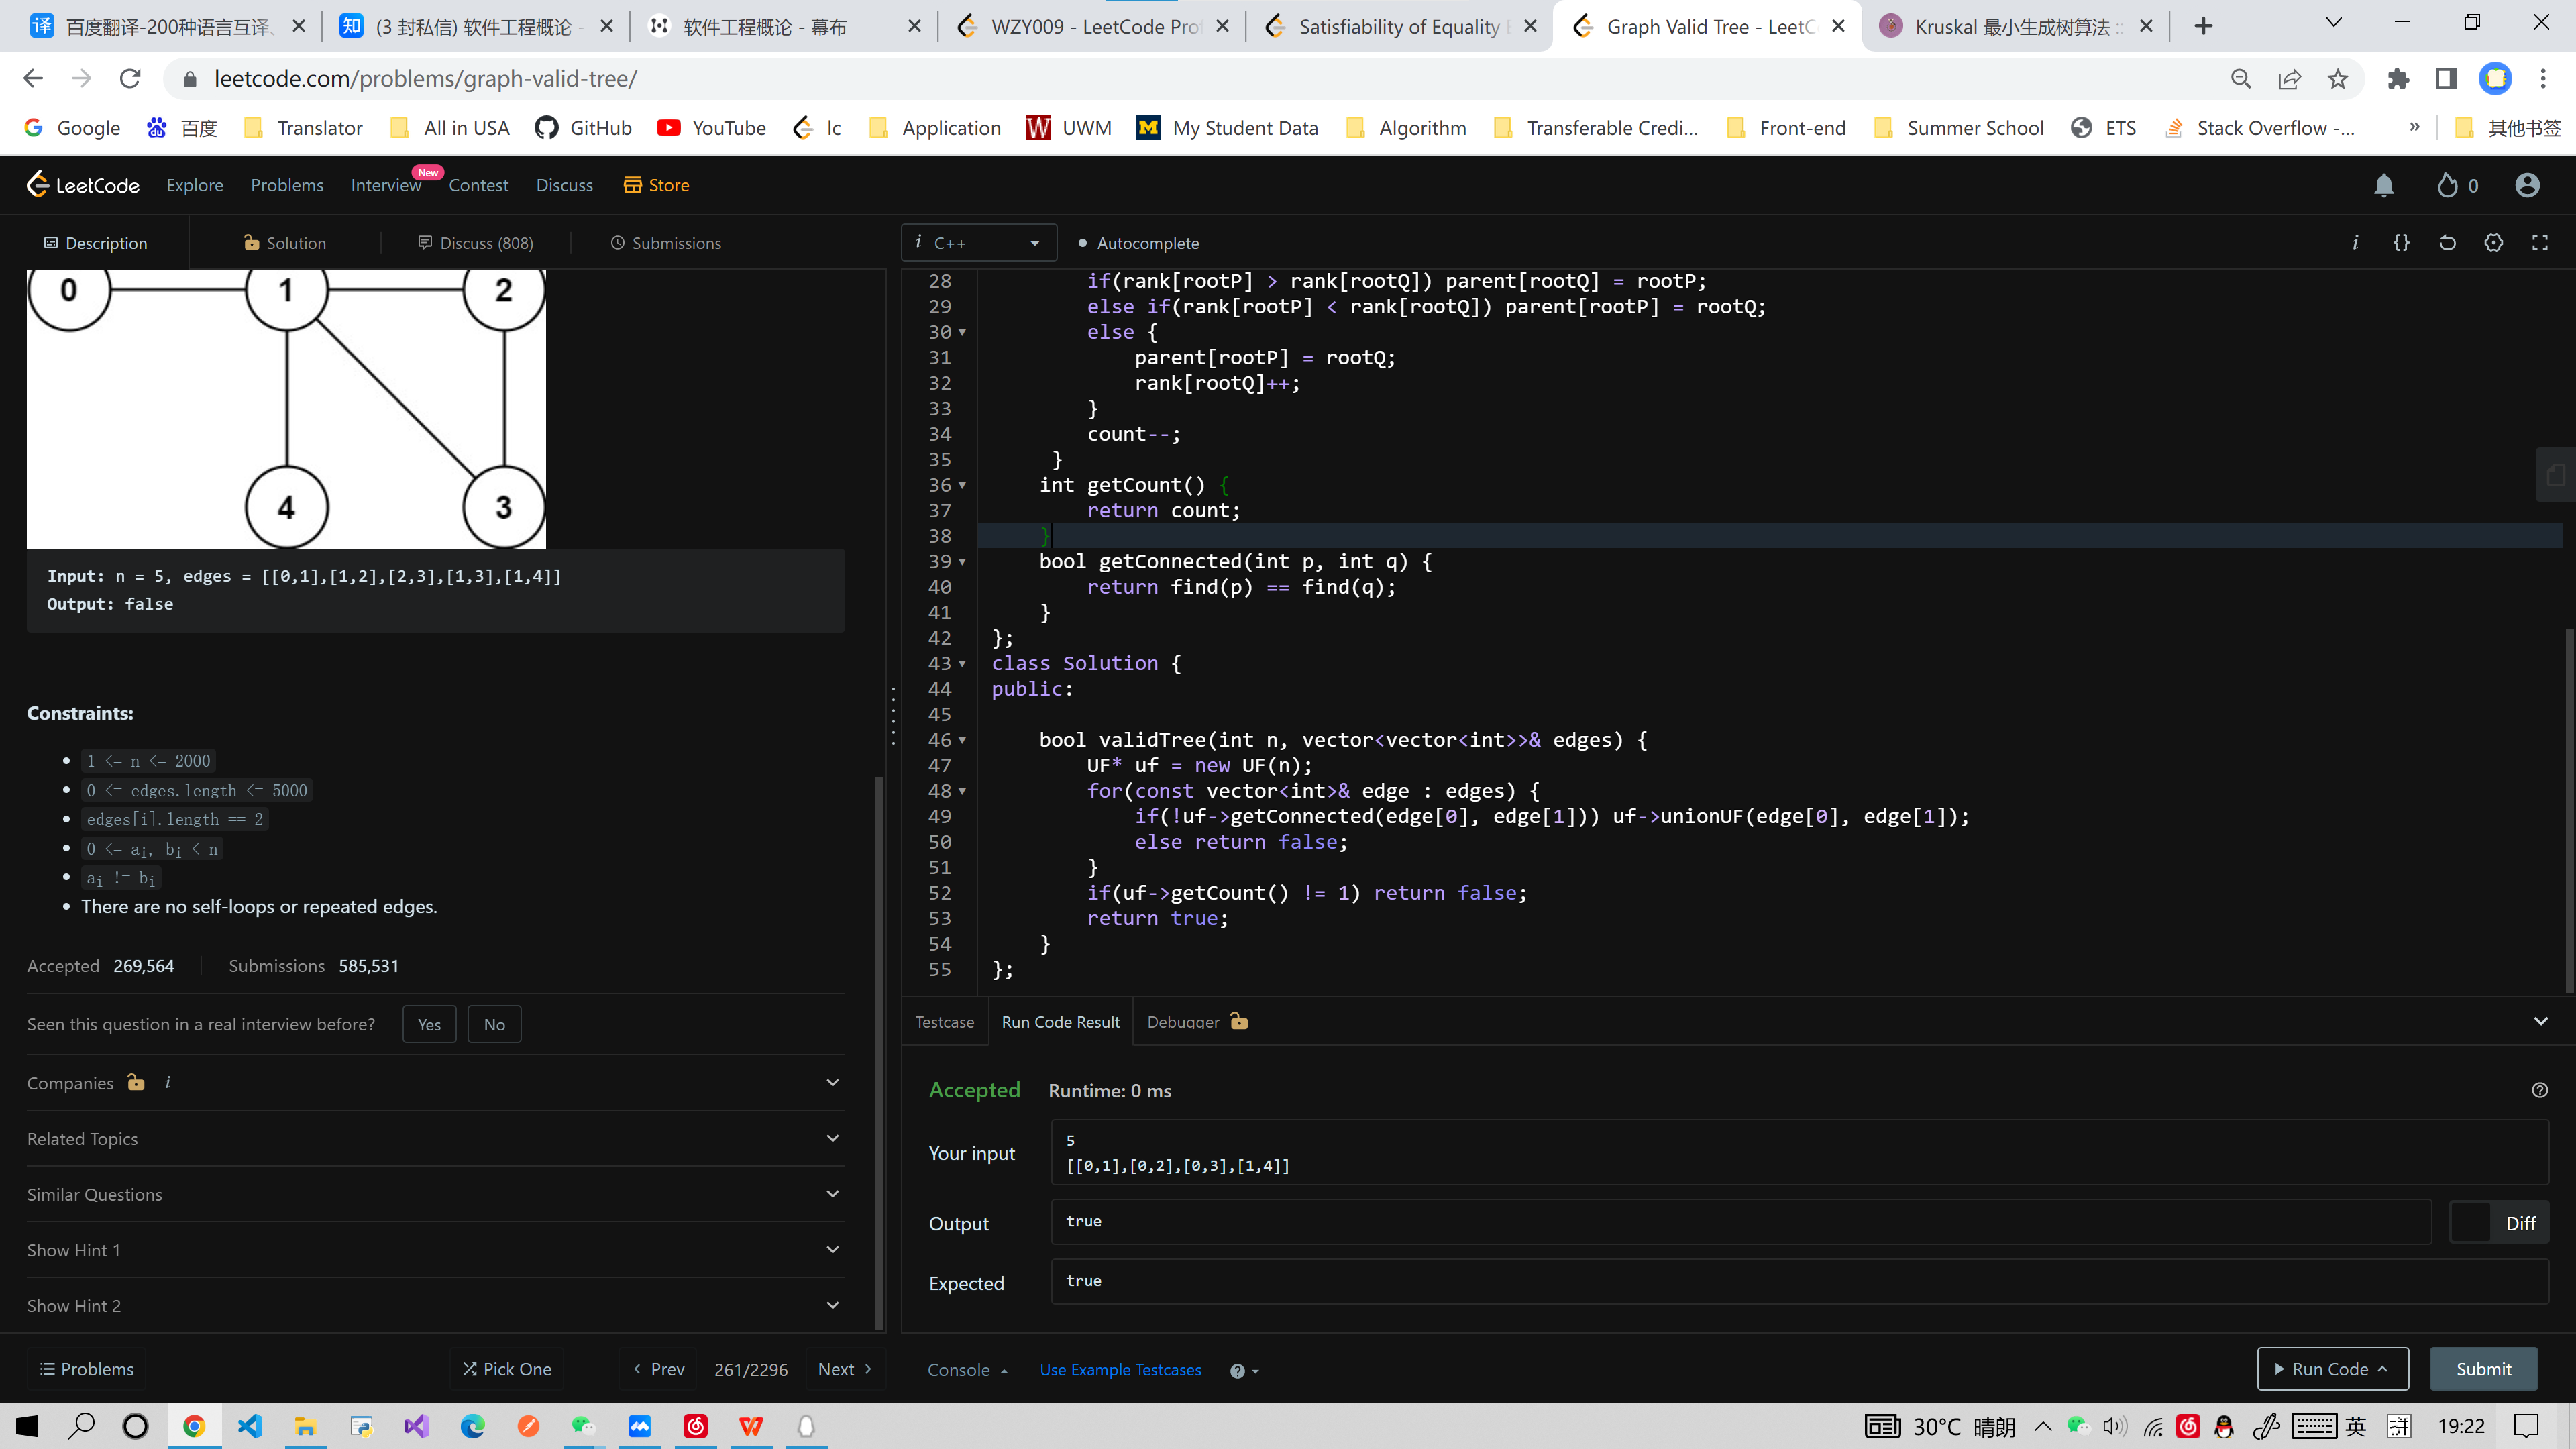 百度翻译-200种语言互译、
(3 封私信) 软件工程概论 -
软件工程概论 - 幕布
WZY009 - LeetCode Prof
Satisfiability of Equality E
Graph Valid Tree - LeetC
Kruskal 最小生成树算法 ::
leetcode.com/problems/graph-valid-tree/
Google
百度
Translator
All in USA
GitHub
YouTube
lc
Application
UWM
My Student Data
Algorithm
Transferable Credi...
Front-end
Summer School
ETS
Stack Overflow -...
»
其他书签
LeetCode
Explore
Problems
Interview
New
Contest
Discuss
Store
0
Description
Solution
Discuss (808)
Submissions
i C++
Autocomplete
i
{}
0
1
2
4
3
Input: n = 5, edges = [[0,1],[1,2],[2,3],[1,3],[1,4]]
Output: false
Constraints:
1 <= n <= 2000
0 <= edges.length <= 5000
edges[i].length == 2
0 <= ai, bi < n
ai != bi
There are no self-loops or repeated edges.
Accepted 269,564
Submissions 585,531
Seen this question in a real interview before?
Yes
No
Companies i
Related Topics
Similar Questions
Show Hint 1
Show Hint 2
Problems
Pick One
Prev
261/2296
Next
28 if(rank[rootP] > rank[rootQ]) parent[rootQ] = rootP;
29 else if(rank[rootP] < rank[rootQ]) parent[rootP] = rootQ;
30 else {
31 parent[rootP] = rootQ;
32 rank[rootQ]++;
33 }
34 count--;
35 }
36 int getCount() {
37 return count;
38 }
39 bool getConnected(int p, int q) {
40 return find(p) == find(q);
41 }
42 };
43 class Solution {
44 public:
45
46 bool validTree(int n, vector<vector<int>>& edges) {
47 UF* uf = new UF(n);
48 for(const vector<int>& edge : edges) {
49 if(!uf->getConnected(edge[0], edge[1])) uf->unionUF(edge[0], edge[1]);
50 else return false;
51 }
52 if(uf->getCount() != 1) return false;
53 return true;
54 }
55 };
Testcase
Run Code Result
Debugger
Accepted
Runtime: 0 ms
Your input
5
[[0,1],[0,2],[0,3],[1,4]]
Output
true
Diff
Expected
true
Console
Use Example Testcases
Run Code
Submit
30°C 晴朗
英
拼
19:22